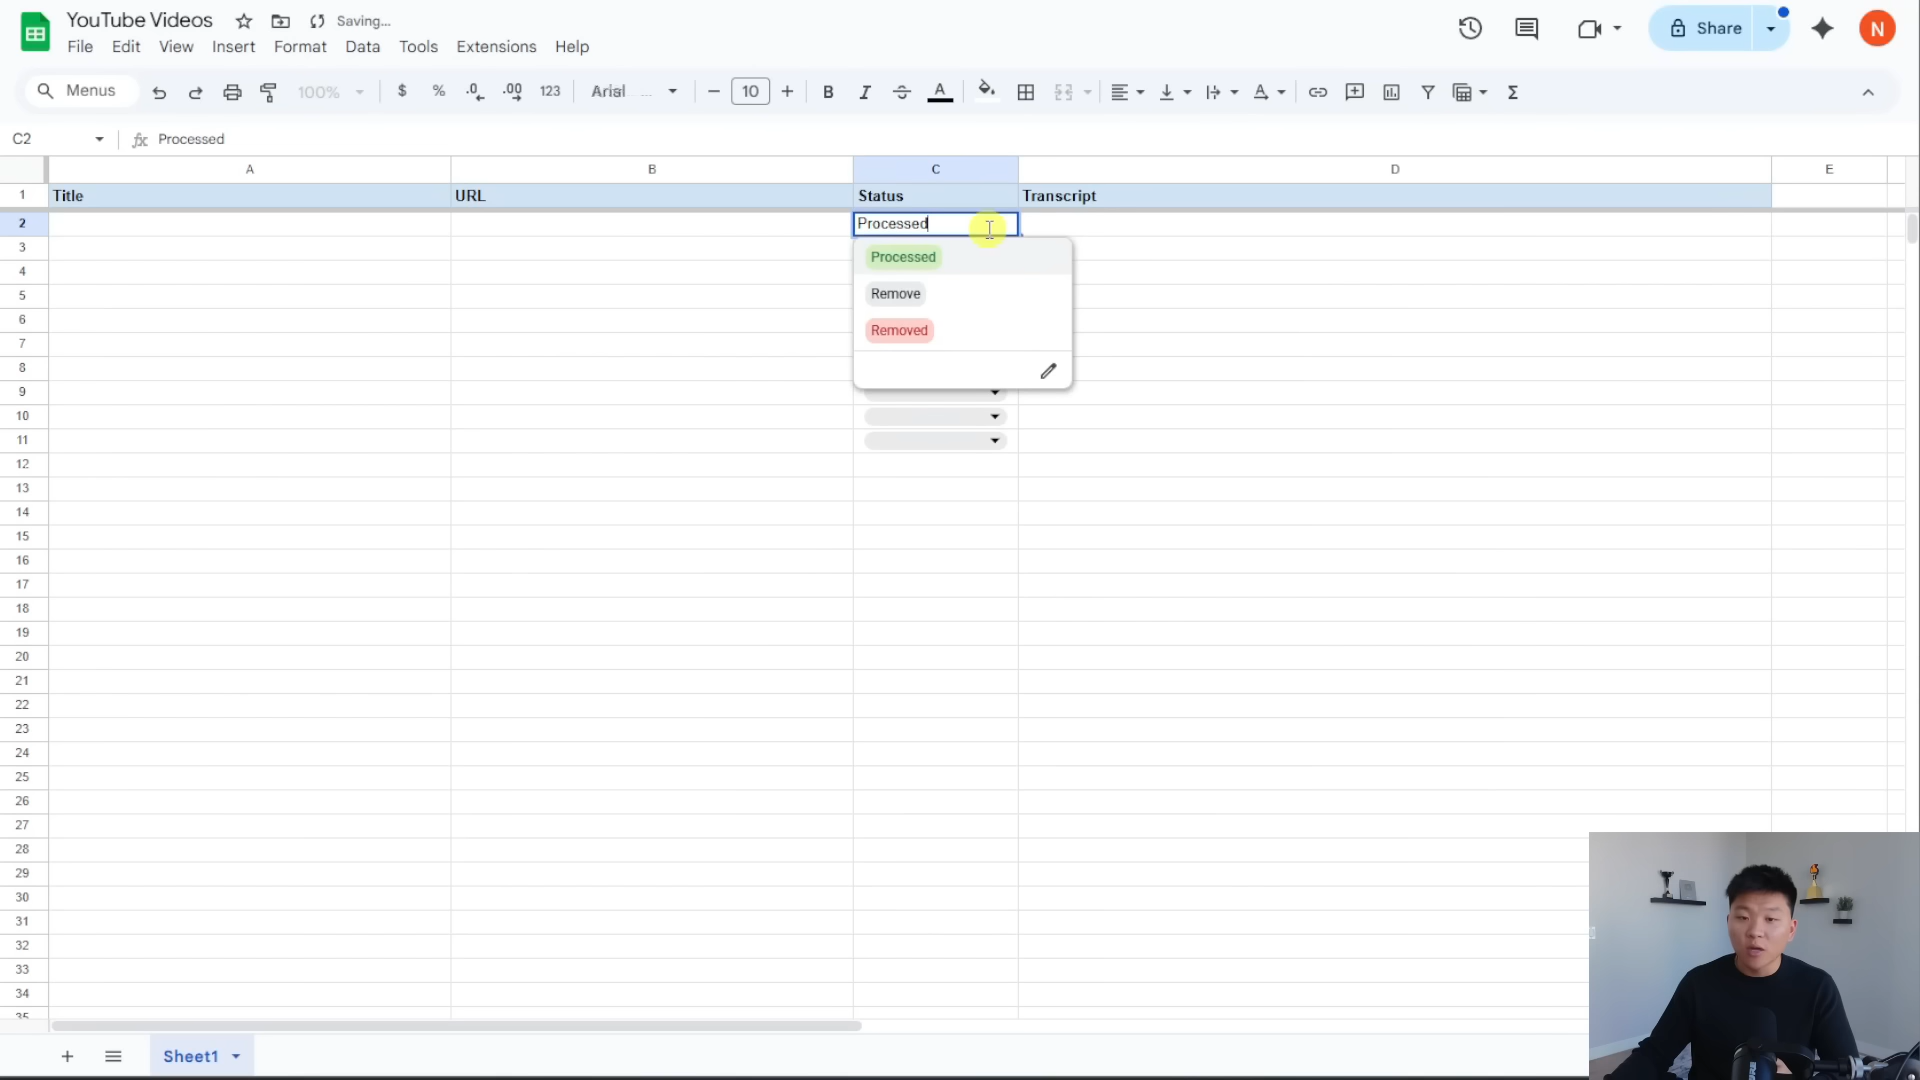 YouTube Videos
Saving...
File Edit View Insert Format Data Tools Extensions Help
Share
N
Menus
100%
$ % .0 .00 123
Arial ...
10
B I A
C2
fx Processed
A B C D E
1 Title URL Status Transcript
2 Processed
3 Processed
4 Remove
5
6 Removed
7
8
9
10
11
12
13
14
15
16
17
18
19
20
21
22
23
24
25
26
27
28
29
30
31
32
33
34
35
Sheet1